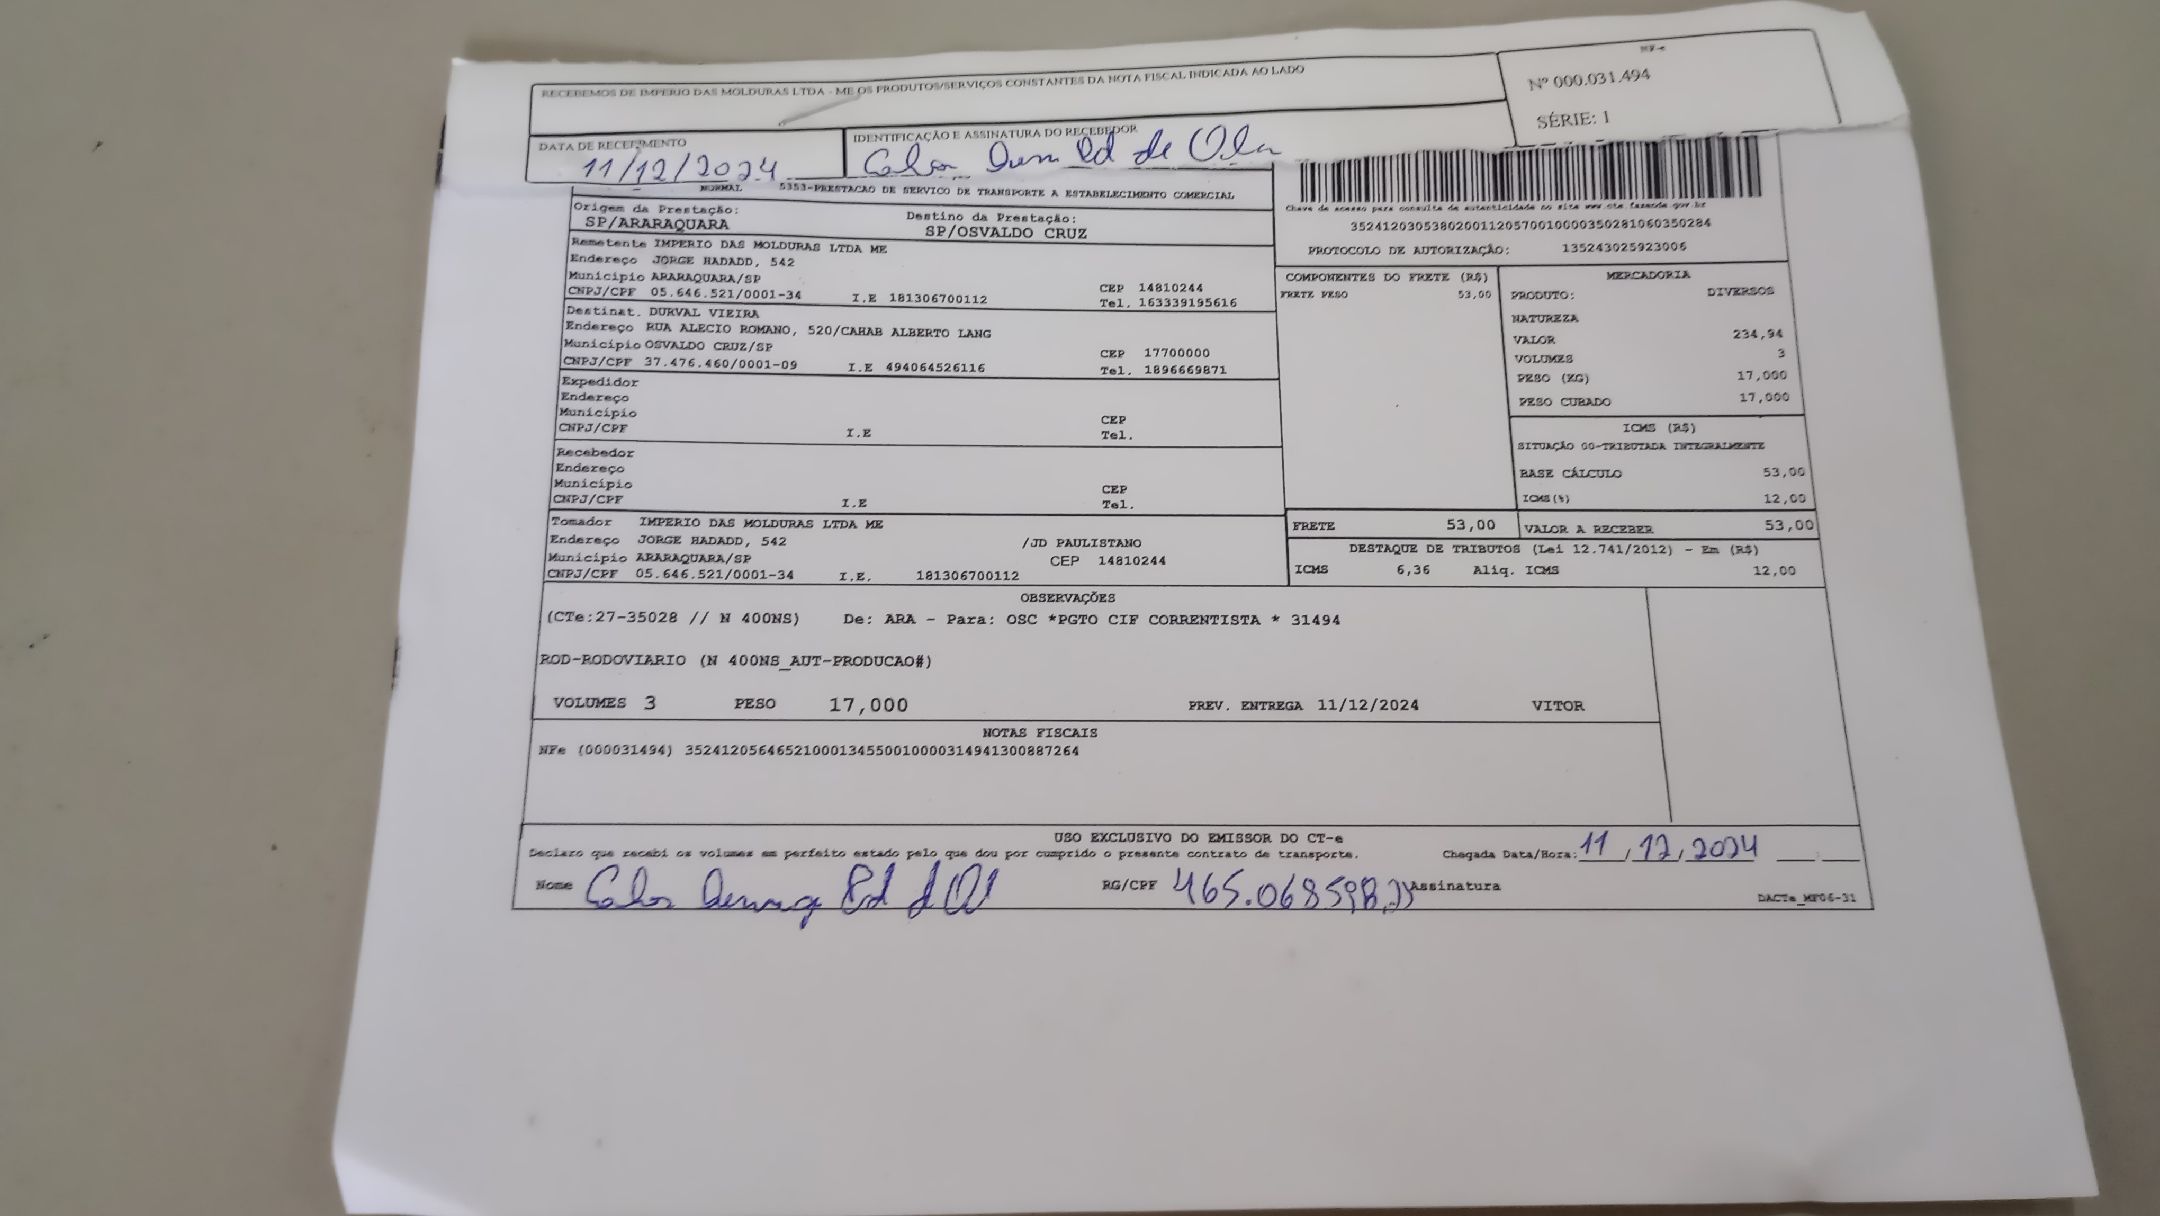 NF-e
RECEBEMOS DE IMPERIO DAS MOLDURAS LTDA - ME OS PRODUTOS/SERVIÇOS CONSTANTES DA NOTA FISCAL INDICADA AO LADO
Nº 000.031.494
SÉRIE: 1
DATA DE RECEBIMENTO
11/12/2024
IDENTIFICAÇÃO E ASSINATURA DO RECEBEDOR
NORMAL 5353-PRESTACAO DE SERVICO DE TRANSPORTE A ESTABELECIMENTO COMERCIAL
Chave de acesso para consulta de autenticidade no site www.cte.fazenda.gov.br
35241203053802001120570010000350281060350284
PROTOCOLO DE AUTORIZAÇÃO: 135243025923006
Origem da Prestação:
SP/ARARAQUARA
Destino da Prestação:
SP/OSVALDO CRUZ
Remetente IMPERIO DAS MOLDURAS LTDA ME
Endereço JORGE HADADD, 542
Município ARARAQUARA/SP CEP 14810244
CNPJ/CPF 05.646.521/0001-34 I.E 181306700112 Tel. 163339195616
Destinat. DURVAL VIEIRA
Endereço RUA ALECIO ROMANO, 520/CAHAB ALBERTO LANG
Município OSVALDO CRUZ/SP CEP 17700000
CNPJ/CPF 37.476.460/0001-09 I.E 494064526116 Tel. 1896669871
Expedidor
Endereço
Município CEP
CNPJ/CPF I.E Tel.
Recebedor
Endereço
Município CEP
CNPJ/CPF I.E Tel.
Tomador IMPERIO DAS MOLDURAS LTDA ME
Endereço JORGE HADADD, 542 /JD PAULISTANO
Município ARARAQUARA/SP CEP 14810244
CNPJ/CPF 05.646.521/0001-34 I.E. 181306700112
COMPONENTES DO FRETE (R$)
FRETE PESO 53,00
MERCADORIA
PRODUTO: DIVERSOS
NATUREZA
VALOR 234,94
VOLUMES 3
PESO (KG) 17,000
PESO CUBADO 17,000
ICMS (R$)
SITUAÇÃO 00-TRIBUTADA INTEGRALMENTE
BASE CÁLCULO 53,00
ICMS(%) 12,00
FRETE 53,00
VALOR A RECEBER 53,00
DESTAQUE DE TRIBUTOS (Lei 12.741/2012) - Em (R$)
ICMS 6,36 Aliq. ICMS 12,00
OBSERVAÇÕES
(CTe:27-35028 // N 400NS) De: ARA - Para: OSC *PGTO CIF CORRENTISTA * 31494
ROD-RODOVIARIO (N 400NS_AUT-PRODUCAO#)
VOLUMES 3 PESO 17,000 PREV. ENTREGA 11/12/2024 VITOR
NOTAS FISCAIS
NFe (000031494) 35241205646521000134550010000314941300887264
USO EXCLUSIVO DO EMISSOR DO CT-e
Declaro que recebi os volumes em perfeito estado pelo que dou por cumprido o presente contrato de transporte. Chegada Data/Hora: 11/12/2024
Nome RG/CPF Assinatura
DACTe_MF06-31